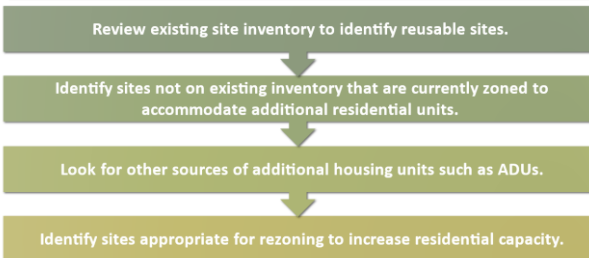 Review existing site inventory to identify reusable sites.
Identify sites not on existing inventory that are currently zoned to
accommodate additional residential units.
Look for other sources of additional housing units such as ADUs.
Identify sites appropriate for rezoning to increase residential capacity.